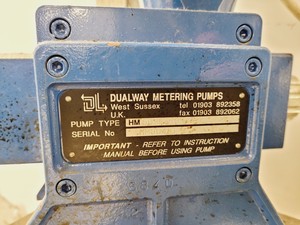 DUALWAY METERING PUMPS
West Sussex tel 01903 892358
U.K. fax 01903 892062
PUMP TYPE HM
SERIAL No
IMPORTANT - REFER TO INSTRUCTION
MANUAL BEFORE USING PUMP